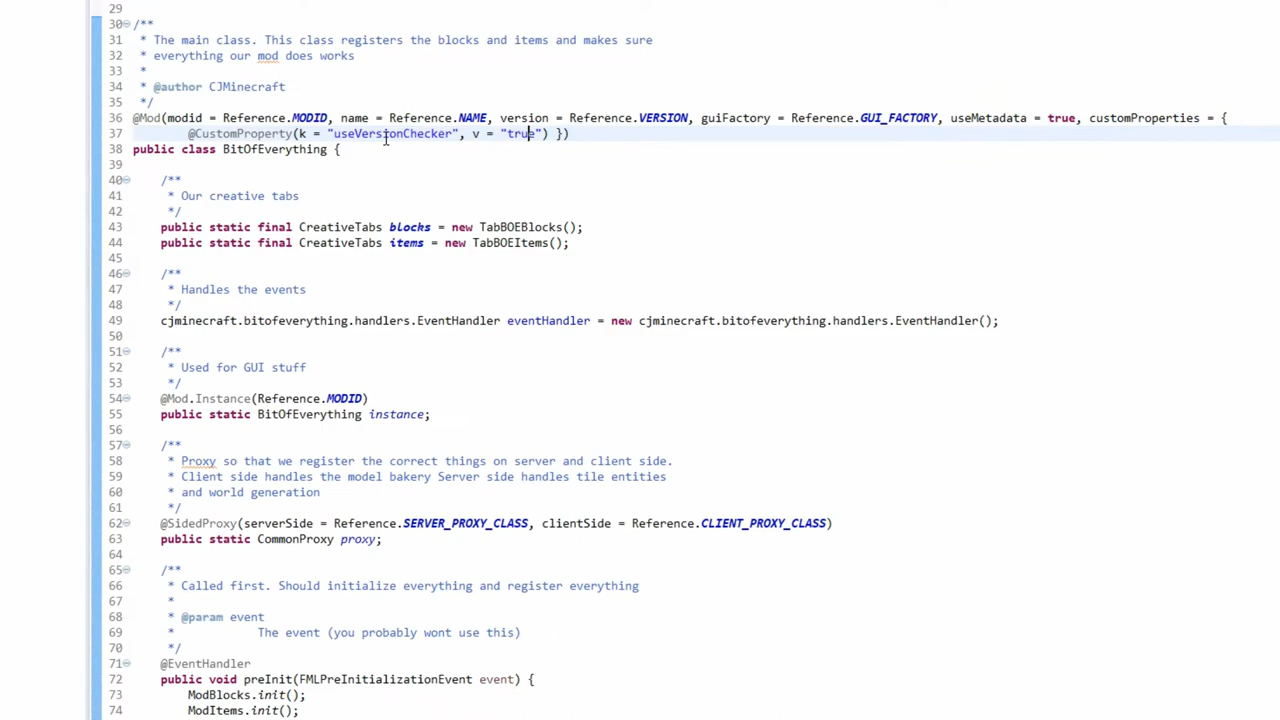 29
30 /**
31 * The main class. This class registers the blocks and items and makes sure
32 * everything our mod does works
33 *
34 * @author CJMinecraft
35 */
36 @Mod(modid = Reference.MODID, name = Reference.NAME, version = Reference.VERSION, guiFactory = Reference.GUI_FACTORY, useMetadata = true, customProperties = {
37 @CustomProperty(k = "useVersionChecker", v = "true") })
38 public class BitOfEverything {
39
40 /**
41 * Our creative tabs
42 */
43 public static final CreativeTabs blocks = new TabBOEBlocks();
44 public static final CreativeTabs items = new TabBOEItems();
45
46 /**
47 * Handles the events
48 */
49 cjminecraft.bitofeverything.handlers.EventHandler eventHandler = new cjminecraft.bitofeverything.handlers.EventHandler();
50
51 /**
52 * Used for GUI stuff
53 */
54 @Mod.Instance(Reference.MODID)
55 public static BitOfEverything instance;
56
57 /**
58 * Proxy so that we register the correct things on server and client side.
59 * Client side handles the model bakery Server side handles tile entities
60 * and world generation
61 */
62 @SidedProxy(serverSide = Reference.SERVER_PROXY_CLASS, clientSide = Reference.CLIENT_PROXY_CLASS)
63 public static CommonProxy proxy;
64
65 /**
66 * Called first. Should initialize everything and register everything
67 *
68 * @param event
69 * The event (you probably wont use this)
70 */
71 @EventHandler
72 public void preInit(FMLPreInitializationEvent event) {
73 ModBlocks.init();
74 ModItems.init();